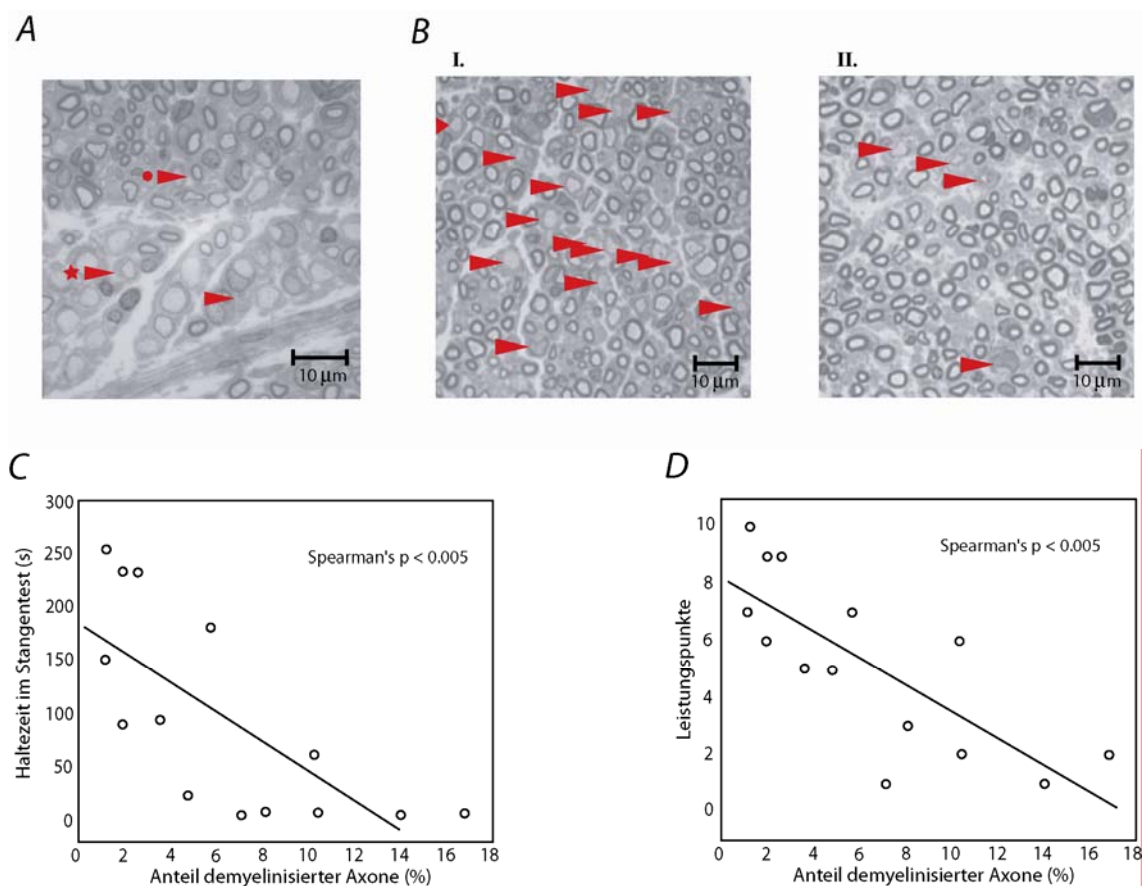 A
B
I.
II.
10 µm
10 µm
10 µm
C
Haltezeit im Stangentest (s)
300
250
200
150
100
50
0
Spearman's p < 0.005
0 2 4 6 8 10 12 14 16 18
Anteil demyelinisierter Axone (%)
D
Leistungspunkte
10
8
6
4
2
0
Spearman's p < 0.005
0 2 4 6 8 10 12 14 16 18
Anteil demyelinisierter Axone (%)